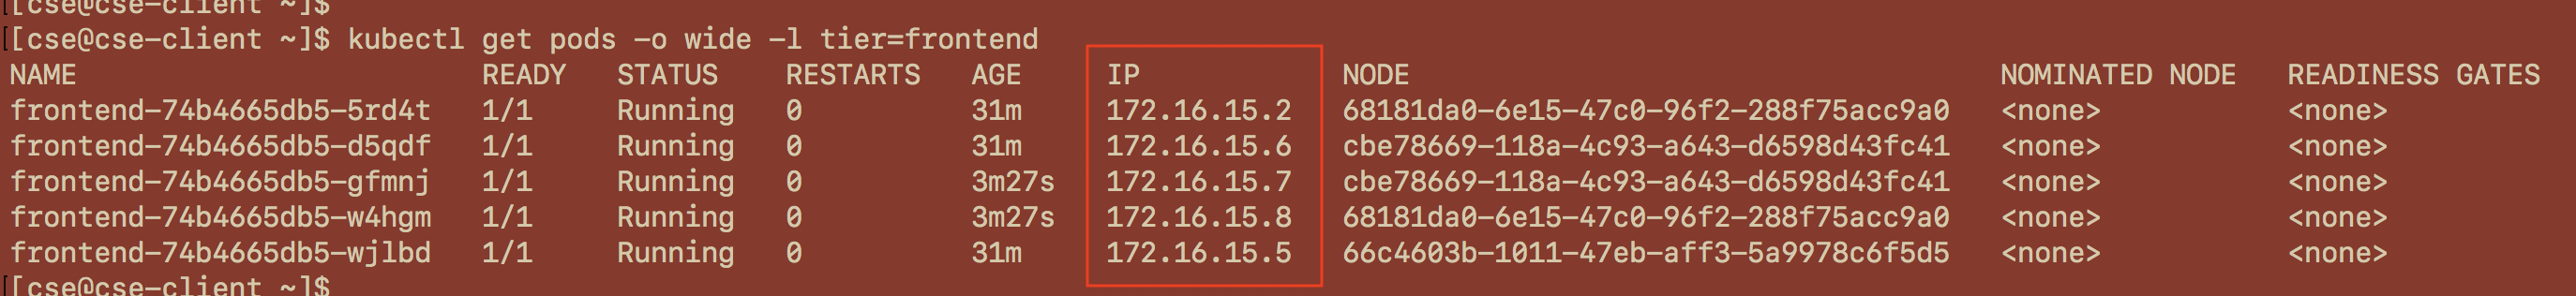 [[cse@cse-client ~]$
[[cse@cse-client ~]$ kubectl get pods -o wide -l tier=frontend
NAME                        READY   STATUS    RESTARTS   AGE     IP            NODE                                   NOMINATED NODE   READINESS GATES
frontend-74b4665db5-5rd4t   1/1     Running   0          31m     172.16.15.2   68181da0-6e15-47c0-96f2-288f75acc9a0   <none>           <none>
frontend-74b4665db5-d5qdf   1/1     Running   0          31m     172.16.15.6   cbe78669-118a-4c93-a643-d6598d43fc41   <none>           <none>
frontend-74b4665db5-gfmnj   1/1     Running   0          3m27s   172.16.15.7   cbe78669-118a-4c93-a643-d6598d43fc41   <none>           <none>
frontend-74b4665db5-w4hgm   1/1     Running   0          3m27s   172.16.15.8   68181da0-6e15-47c0-96f2-288f75acc9a0   <none>           <none>
frontend-74b4665db5-wjlbd   1/1     Running   0          31m     172.16.15.5   66c4603b-1011-47eb-aff3-5a9978c6f5d5   <none>           <none>
[[cse@cse-client ~]$